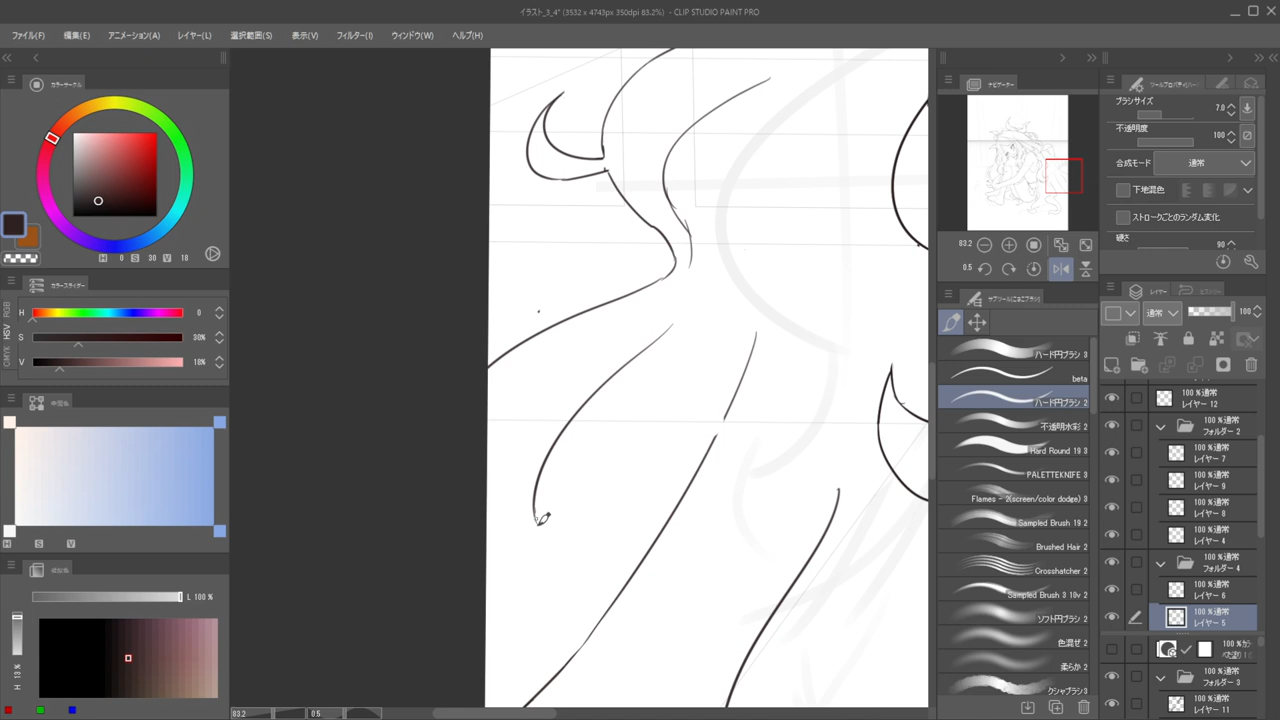 イラスト_3_4* (3532 x 4743px 350dpi 83.2%) - CLIP STUDIO PAINT PRO
ファイル(F) 編集(E) アニメーション(A) レイヤー(L) 選択範囲(S) 表示(V) フィルター(I) ウィンドウ(W) ヘルプ(H)
カラーサークル
H 0 S 30 V 18
カラースライダー
RGB
HSV
CMYK
H 0
S 30%
V 18%
中間色
H S V
L 100 %
H 13 %
83.2 0.5
ナビゲーター
83.2
0.5
ハード円ブラシ 3
beta
ハード円ブラシ 2
不透明水彩 2
Hard Round 19 3
PALETTEKNIFE 3
Flames - 2(screen/color dodge) 3
Sampled Brush 19 2
Brushed Hair 2
Crosshatcher 2
Sampled Brush 3 10v 2
ソフト円ブラシ 2
色混ぜ 2
柔らか 2
クシャブラシ3
ブラシサイズ 7.0
不透明度 100
合成モード 通常
下地混色
ストロークごとのランダム変化
硬さ 90
レイヤー
通常 100
100 %通常
レイヤー 12
100 %通常
フォルダー 2
100 %通常
レイヤー 7
100 %通常
レイヤー 9
100 %通常
レイヤー 8
100 %通常
レイヤー 4
100 %通常
フォルダー 4
100 %通常
レイヤー 6
100 %通常
レイヤー 5
100 %通常
フォルダー 3
100 %通常
レイヤー 11